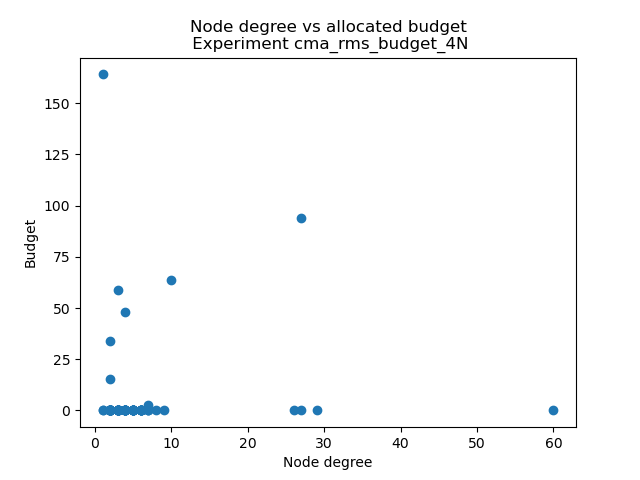 Node degree vs allocated budget
Experiment cma_rms_budget_4N
Budget
150
125
100
75
50
25
0
0 10 20 30 40 50 60
Node degree